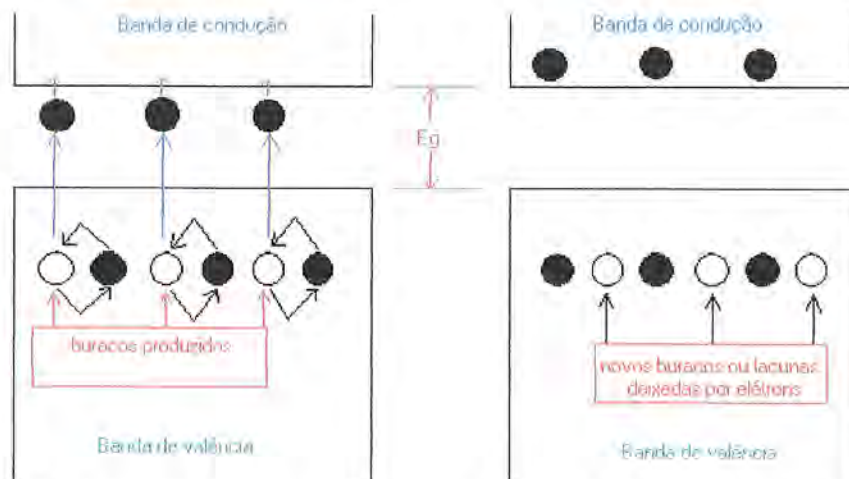 Banda de condução
Eg
buracos produzidos
Banda de valência
Banda de condução
novos buracos ou lacunas
deixadas por elétrons
Banda de valência